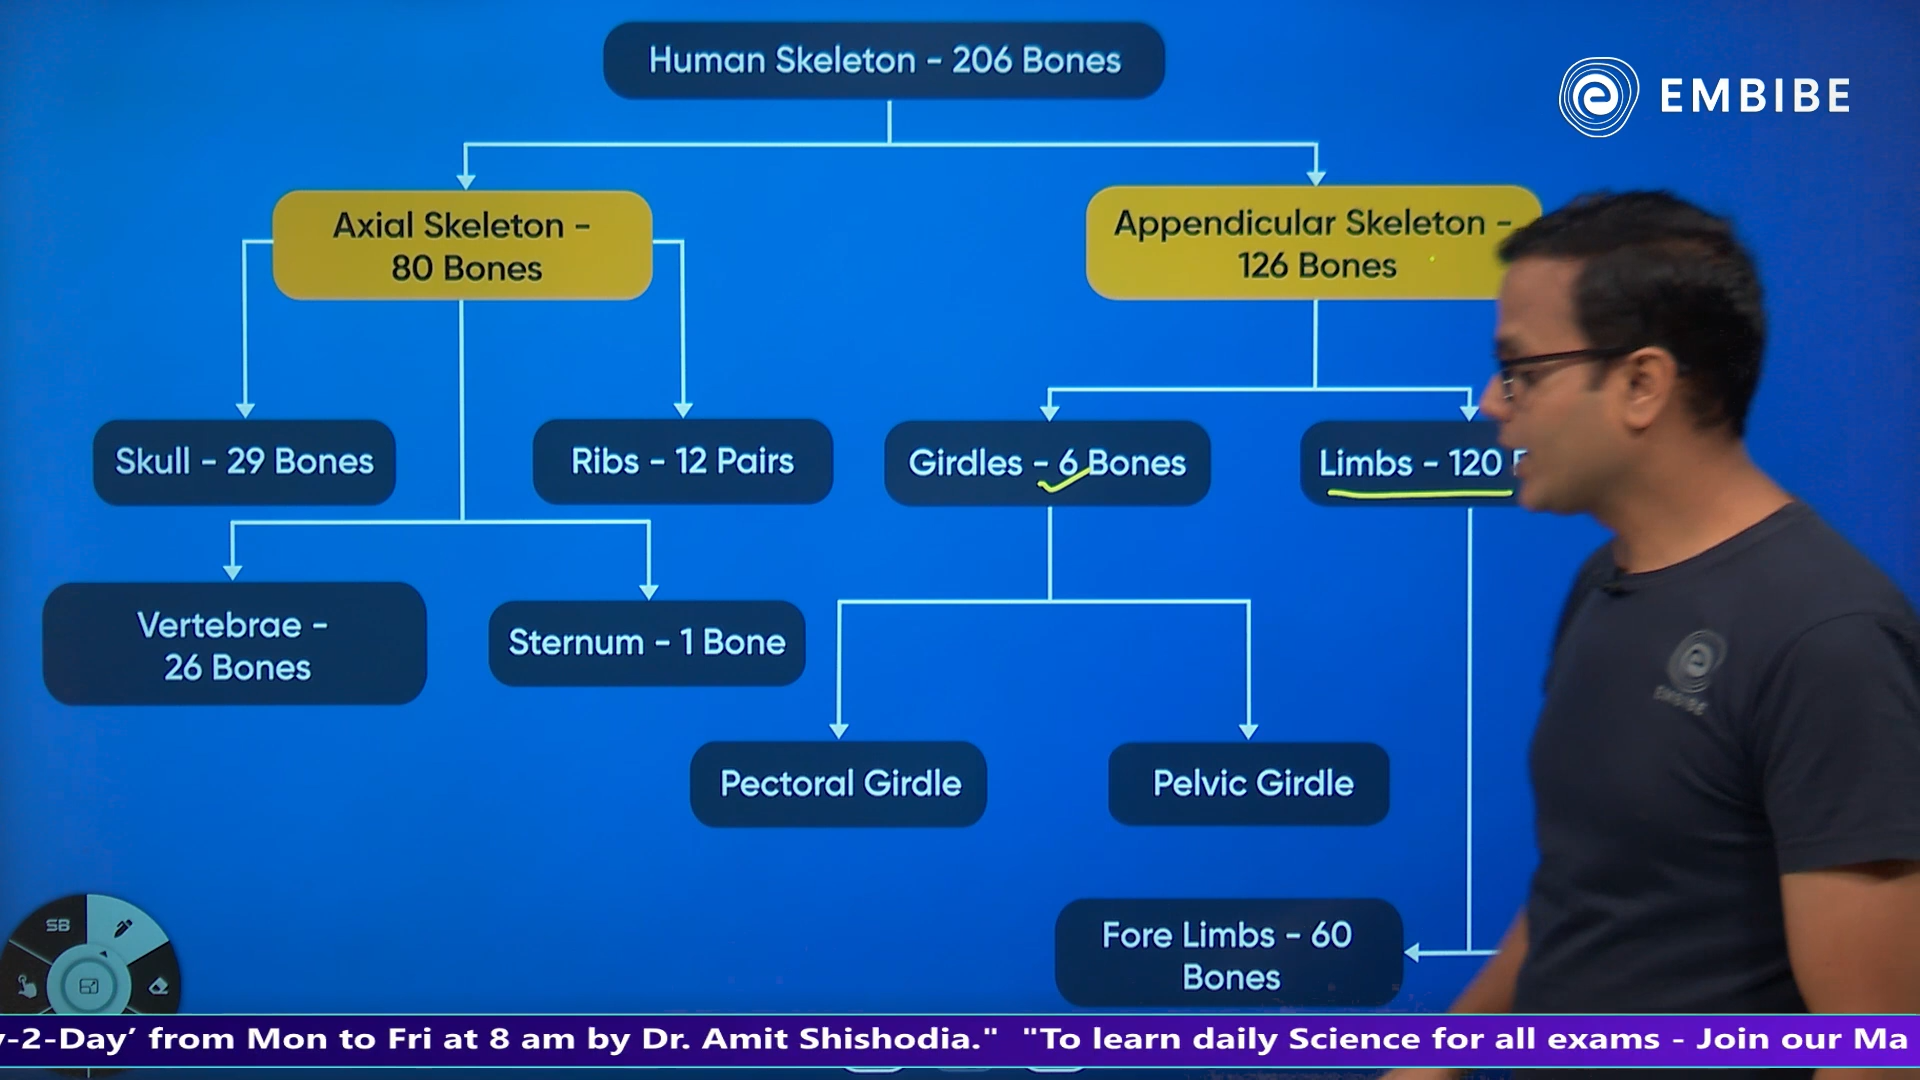 Human Skeleton - 206 Bones
EMBIBE
Axial Skeleton -
80 Bones
Appendicular Skeleton -
126 Bones
Skull - 29 Bones
Ribs - 12 Pairs
Girdles - 6 Bones
Limbs - 120
Vertebrae -
26 Bones
Sternum - 1 Bone
EMBIBE
Pectoral Girdle
Pelvic Girdle
SB
Fore Limbs - 60
Bones
y-2-Day' from Mon to Fri at 8 am by Dr. Amit Shishodia." "To learn daily Science for all exams - Join our Ma